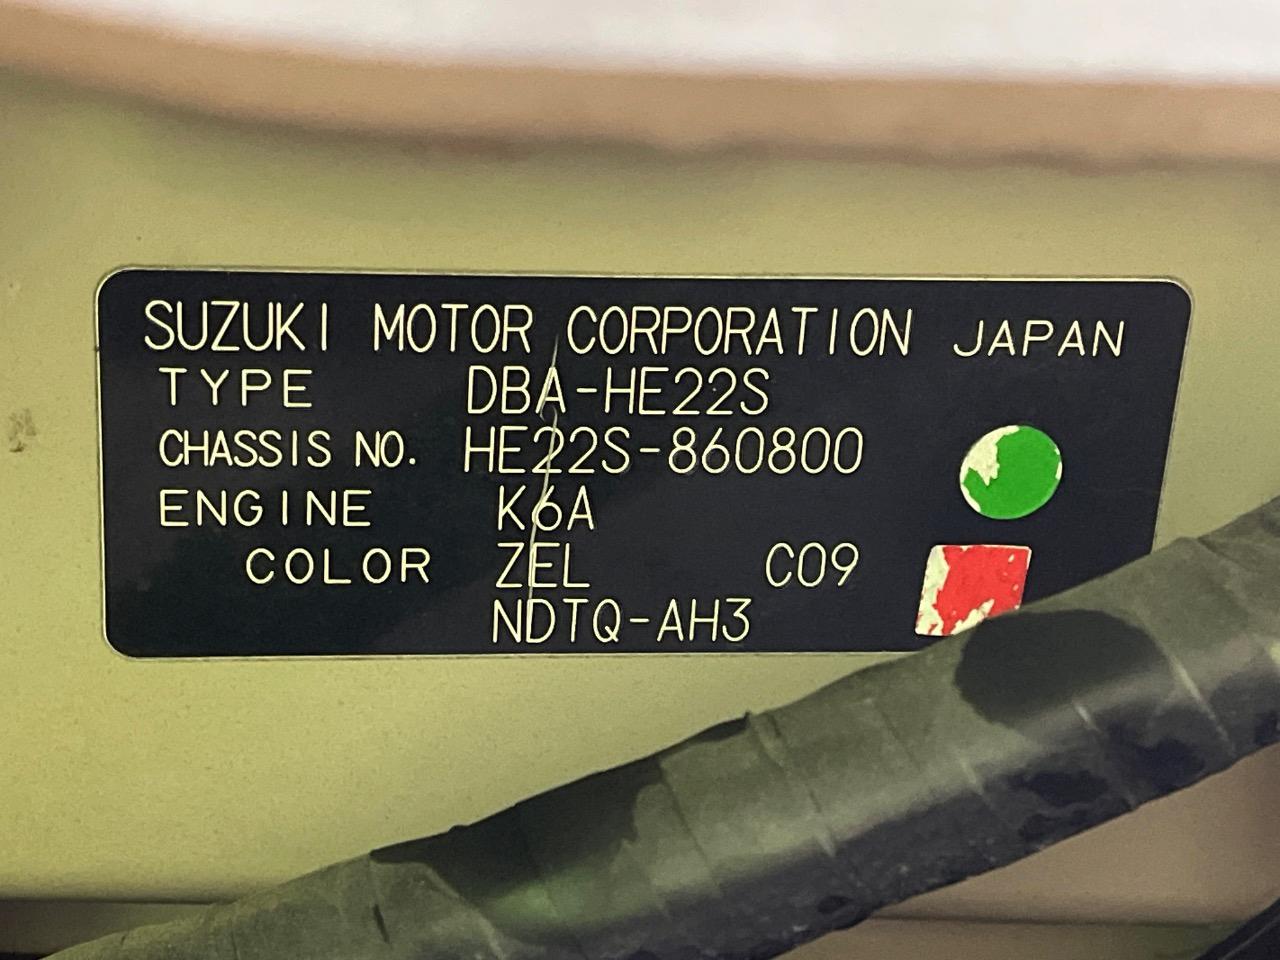 SUZUKI MOTOR CORPORATION JAPAN
TYPE DBA-HE22S
CHASSIS NO. HE22S-860800
ENGINE K6A
COLOR ZEL C09
NDTQ-AH3